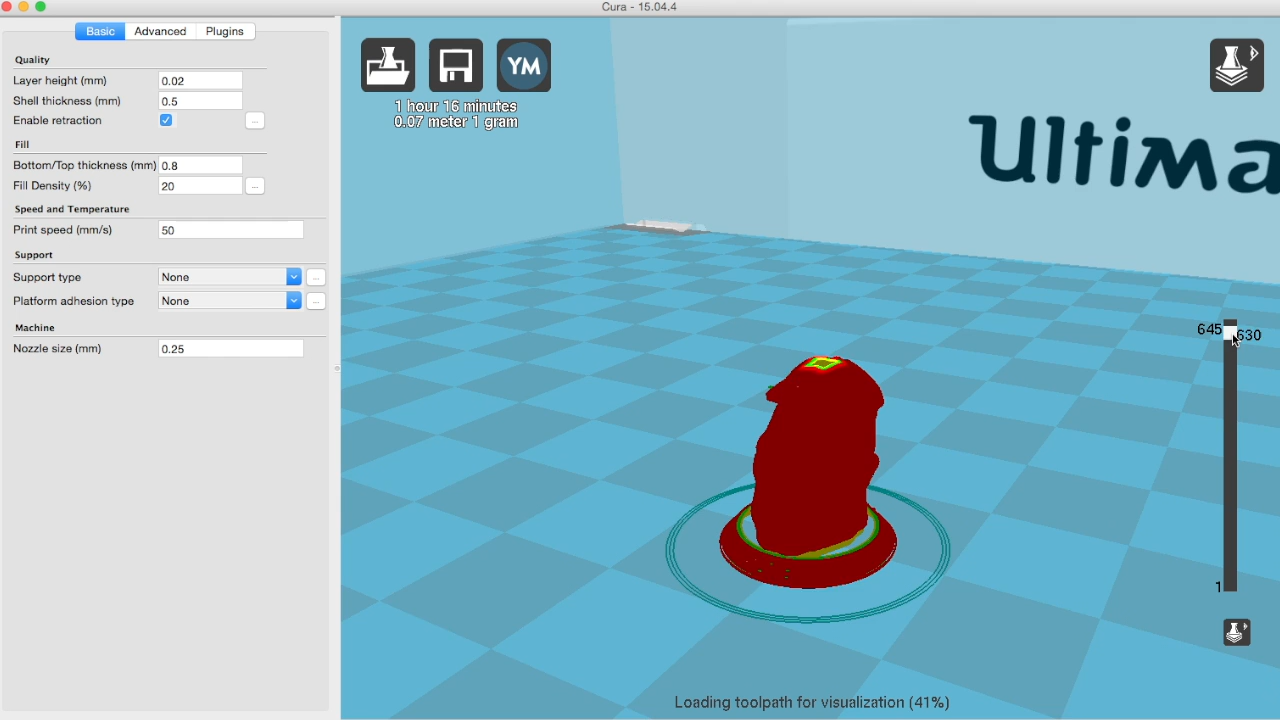 Cura - 15.04.4
Basic
Advanced
Plugins
Quality
Layer height (mm) 0.02
Shell thickness (mm) 0.5
Enable retraction ...
Fill
Bottom/Top thickness (mm) 0.8
Fill Density (%) 20 ...
Speed and Temperature
Print speed (mm/s) 50
Support
Support type None ...
Platform adhesion type None ...
Machine
Nozzle size (mm) 0.25
YM
1 hour 16 minutes
0.07 meter 1 gram
Ultima
645
630
1
Loading toolpath for visualization (41%)